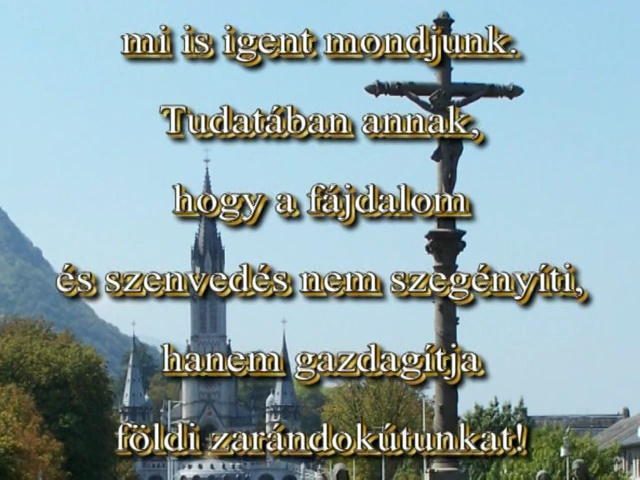 mi is igent mondjunk.
Tudatában annak,
hogy a fájdalom
és szenvedés nem szegényíti,
hanem gazdagítja
földi zarándokútunkat!